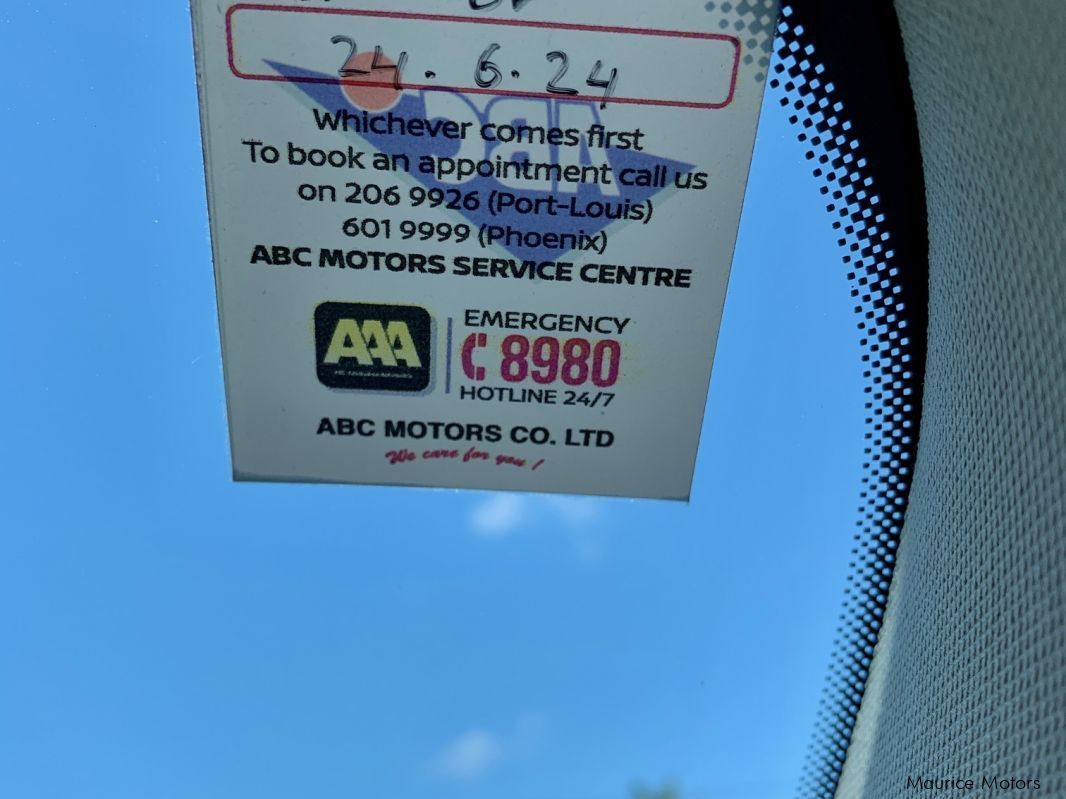 24.6.24
Whichever comes first
To book an appointment call us
on 206 9926 (Port-Louis)
601 9999 (Phoenix)
ABC MOTORS SERVICE CENTRE
AAA
EMERGENCY
8980
HOTLINE 24/7
ABC MOTORS CO. LTD
We care for you !
ABC
Maurice Motors